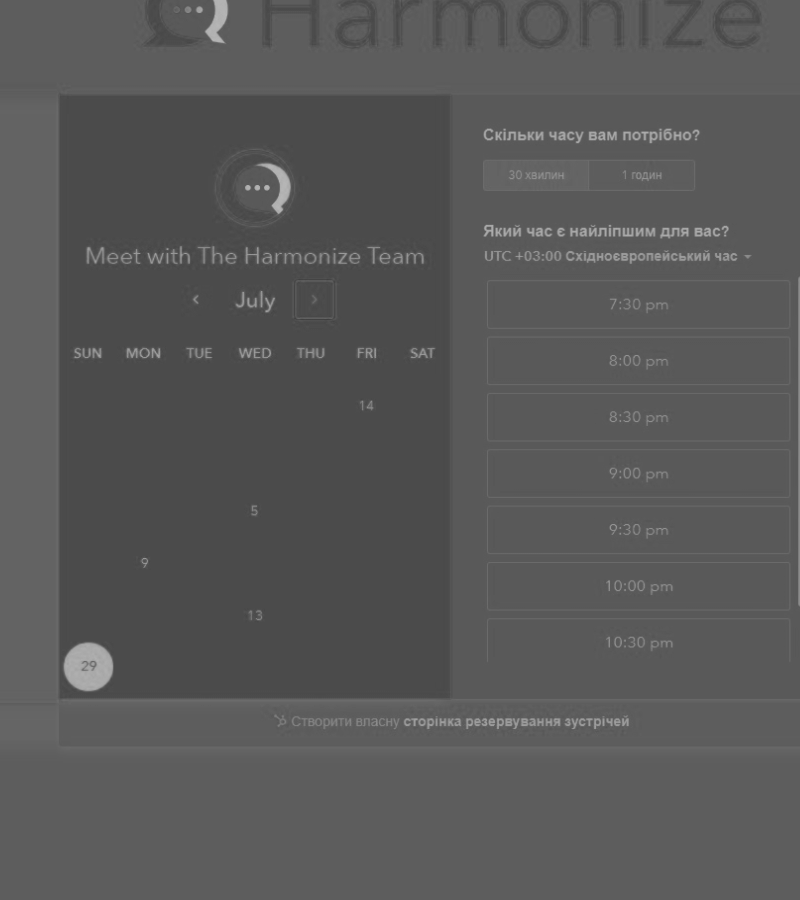 Harmonize
Meet with The Harmonize Team
July
SUN MON TUE WED THU FRI SAT
14
5
9
13
29
Скільки часу вам потрібно?
30 хвилин 1 годин
Який час є найліпшим для вас?
UTC +03:00 Східноєвропейський час
7:30 pm
8:00 pm
8:30 pm
9:00 pm
9:30 pm
10:00 pm
10:30 pm
Створити власну сторінка резервування зустрічей